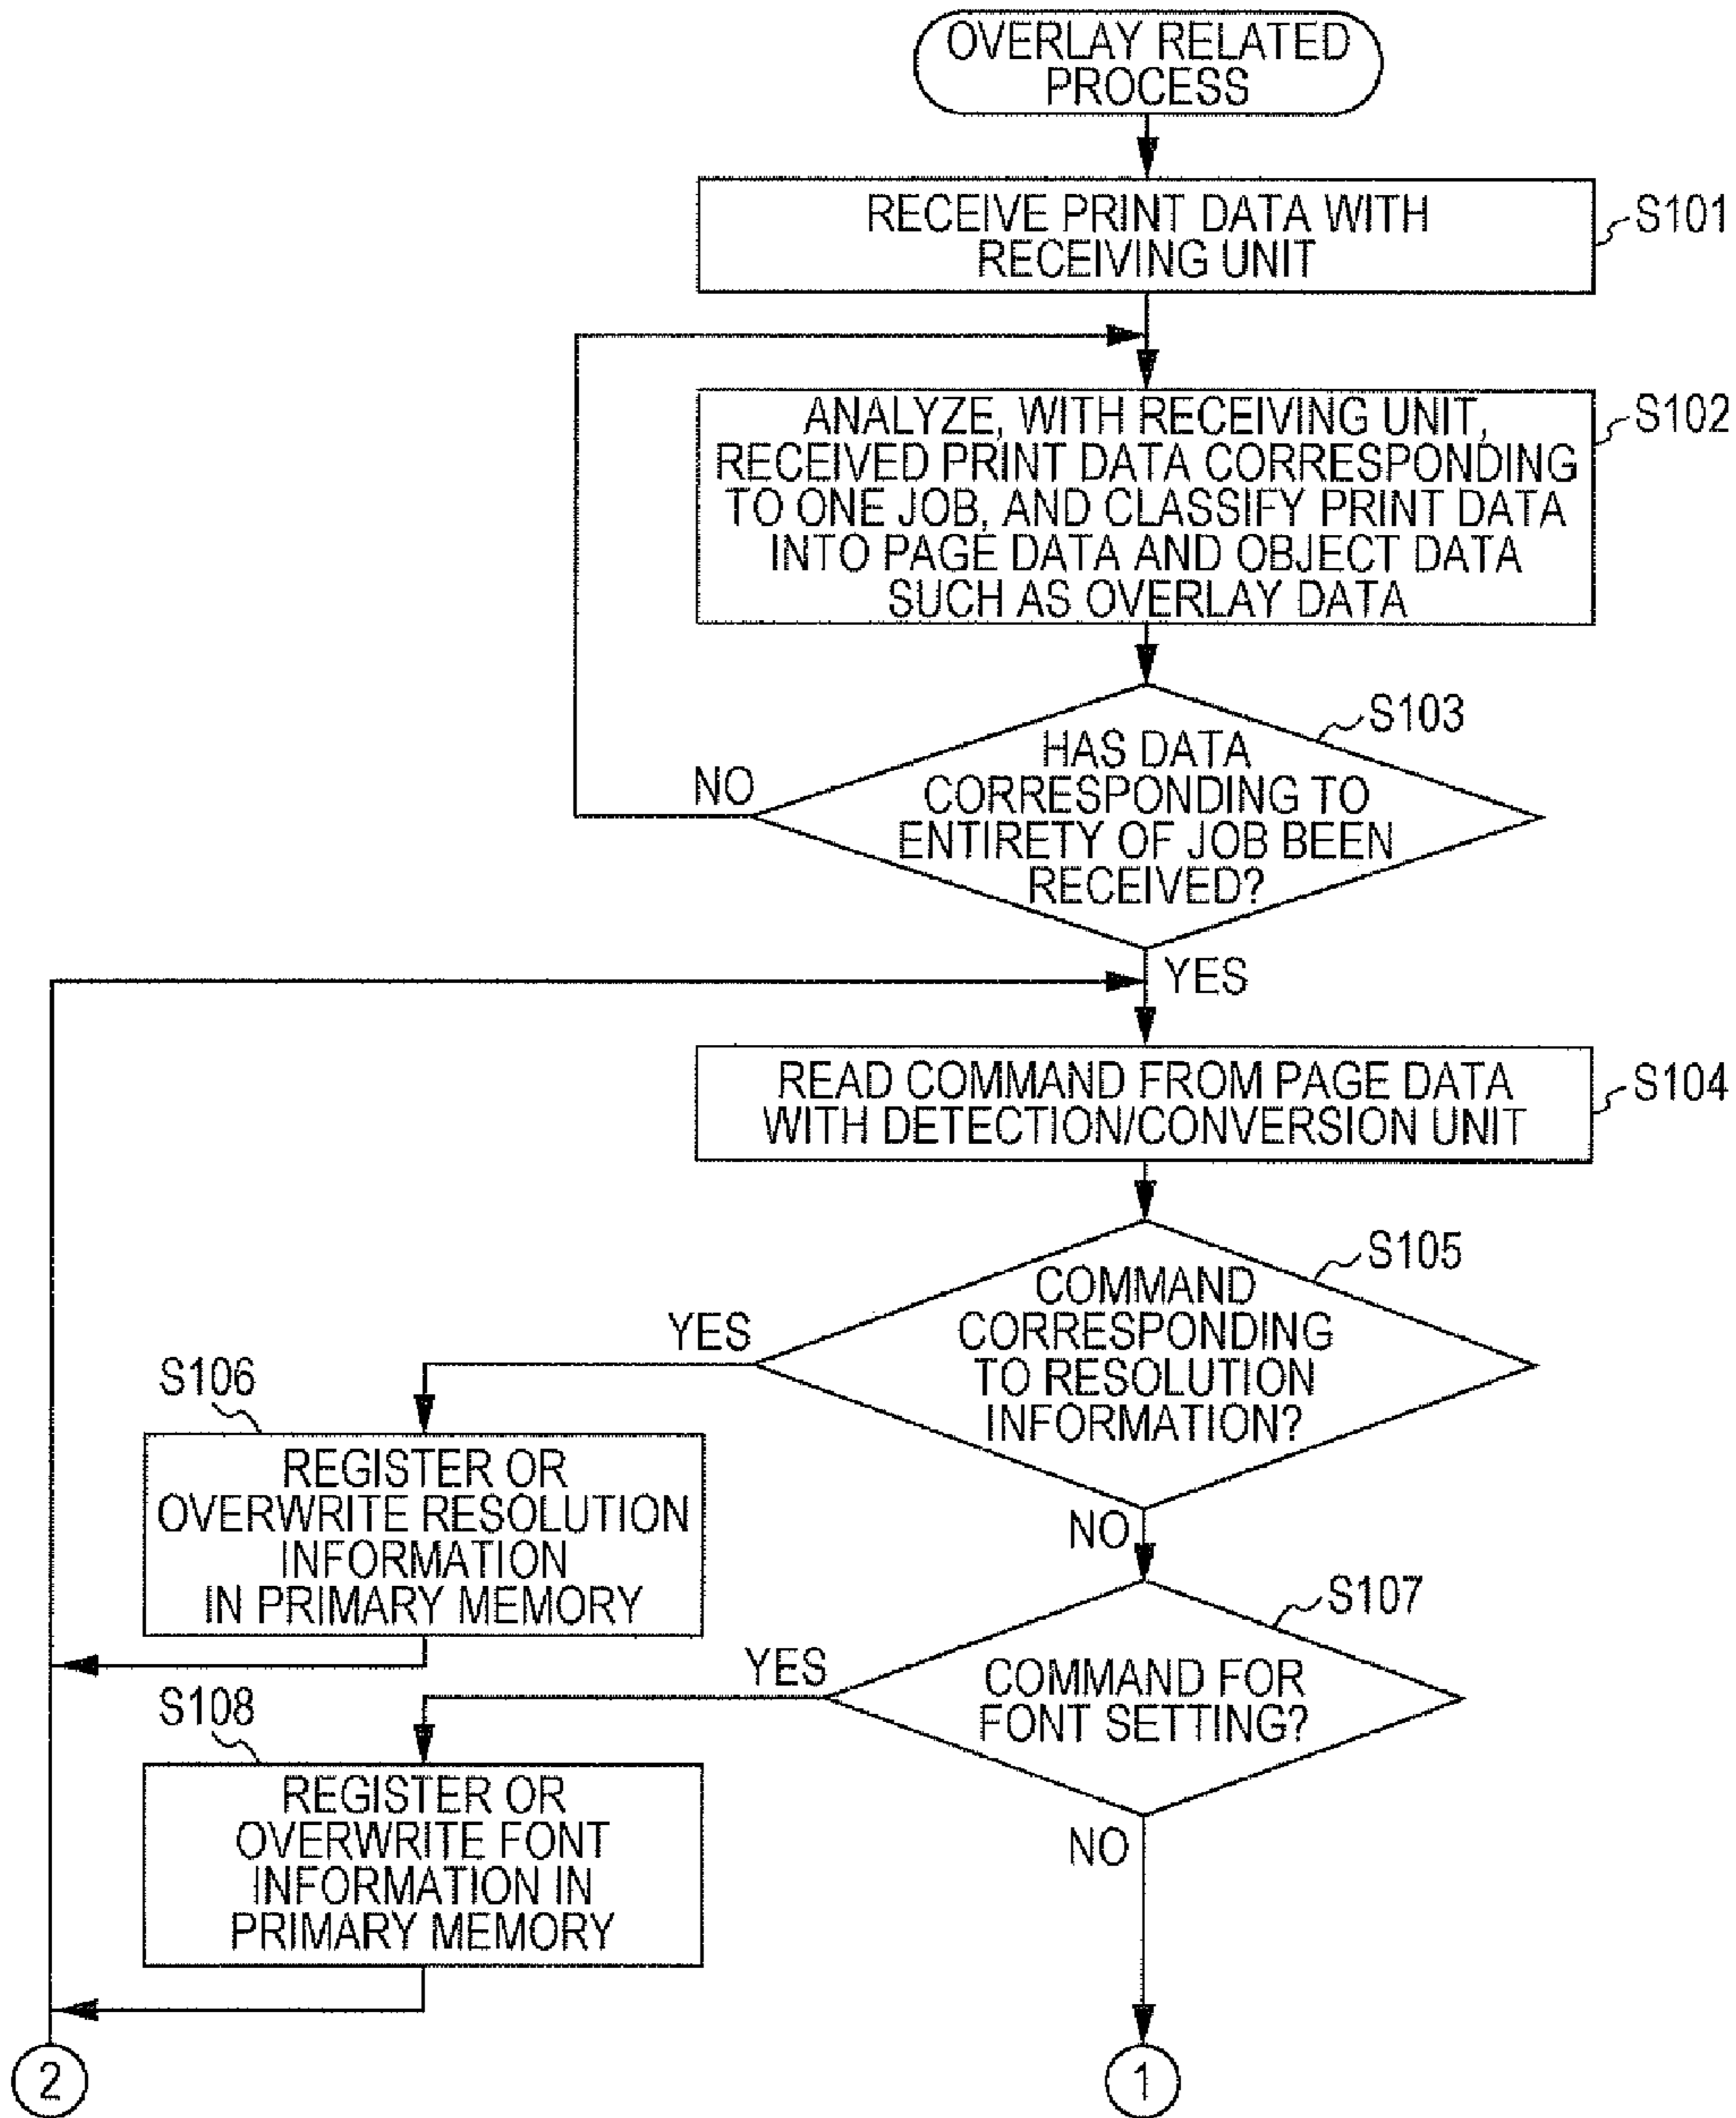 OVERLAY RELATED
PROCESS
RECEIVE PRINT DATA WITH
RECEIVING UNIT
S101
ANALYZE, WITH RECEIVING UNIT,
RECEIVED PRINT DATA CORRESPONDING
TO ONE JOB, AND CLASSIFY PRINT DATA
INTO PAGE DATA AND OBJECT DATA
SUCH AS OVERLAY DATA
S102
S103
HAS DATA
CORRESPONDING TO
ENTIRETY OF JOB BEEN
RECEIVED?
NO
YES
READ COMMAND FROM PAGE DATA
WITH DETECTION/CONVERSION UNIT
S104
S105
COMMAND
CORRESPONDING
TO RESOLUTION
INFORMATION?
YES
NO
S106
REGISTER OR
OVERWRITE RESOLUTION
INFORMATION
IN PRIMARY MEMORY
S107
COMMAND FOR
FONT SETTING?
YES
NO
S108
REGISTER OR
OVERWRITE FONT
INFORMATION IN
PRIMARY MEMORY
2
1